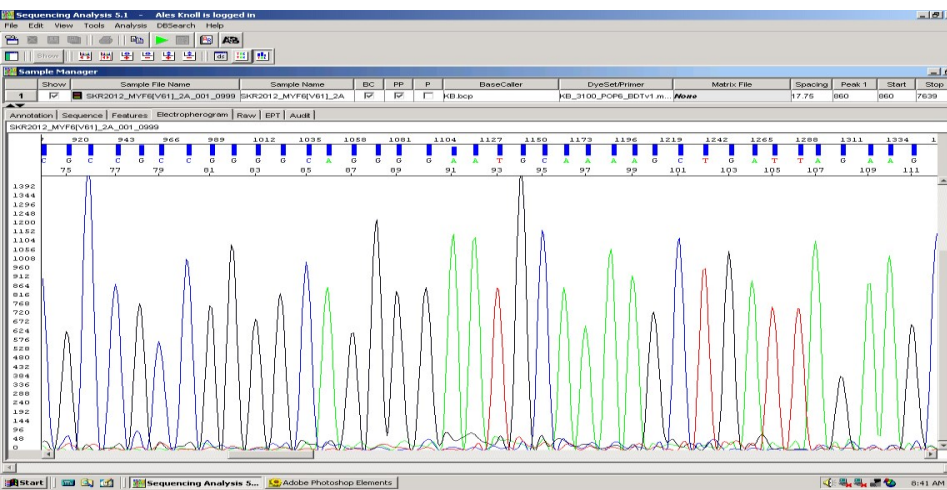 Sequencing Analysis 5.1 - Ales Knoll is logged in
File Edit View Tools Analysis DBSearch Help
Show
Sample Manager
Show Sample File Name Sample Name BC PP P BaseCaller DyeSet/Primer Matrix File Spacing Peak 1 Start Stop
1 SKR2012_MYF6[V61]_2A_001_0999 SKR2012_MYF6[V61]_2A KB.bcp KB_3100_POP6_BDTv1.m... None 17.75 860 860 7639
Annotation Sequence Features Electropherogram Raw EPT Audit
SKR2012_MYF6[V61]_2A_001_0999
920 943 966 989 1012 1035 1058 1081 1104 1127 1150 1173 1196 1219 1242 1265 1288 1311 1334 1
C G C C G C C G G G G C A G G G G A A T G C A A A A G C T G A T T A G A A G
75 77 79 81 83 85 87 89 91 93 95 97 99 101 103 105 107 109 111
1392
1344
1296
1248
1200
1152
1104
1056
1008
960
912
864
816
768
720
672
624
576
528
480
432
384
336
288
240
192
144
96
48
0
Start Sequencing Analysis 5... Adobe Photoshop Elements 8:41 AM